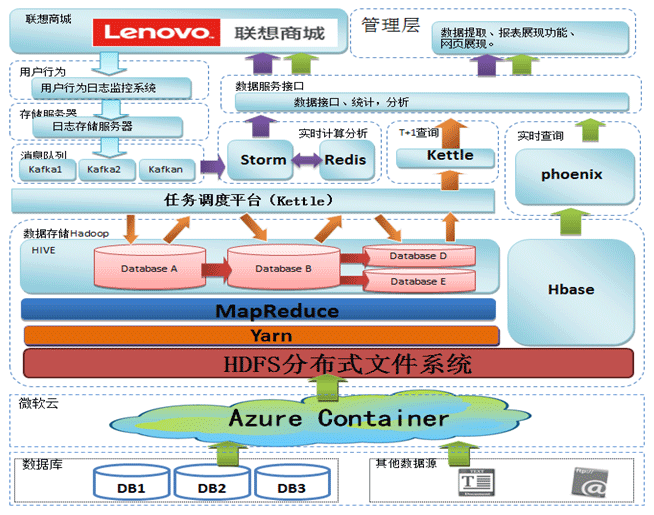 联想商城
Lenovo 联想商城
管理层
数据提取、报表展现功能、
网页展现。
用户行为
用户行为日志监控系统
数据服务接口
数据接口、统计，分析
存储服务器
日志存储服务器
实时计算分析
T+1查询
实时查询
消息队列
Kafka1
Kafka2
Kafkan
Storm
Redis
Kettle
phoenix
任务调度平台（Kettle）
数据存储Hadoop
HIVE
Database A
Database B
Database D
Database E
Hbase
MapReduce
Yarn
HDFS分布式文件系统
微软云
Azure Container
数据库
DB1
DB2
DB3
其他数据源
TEXT
T
Document
ftp://
@